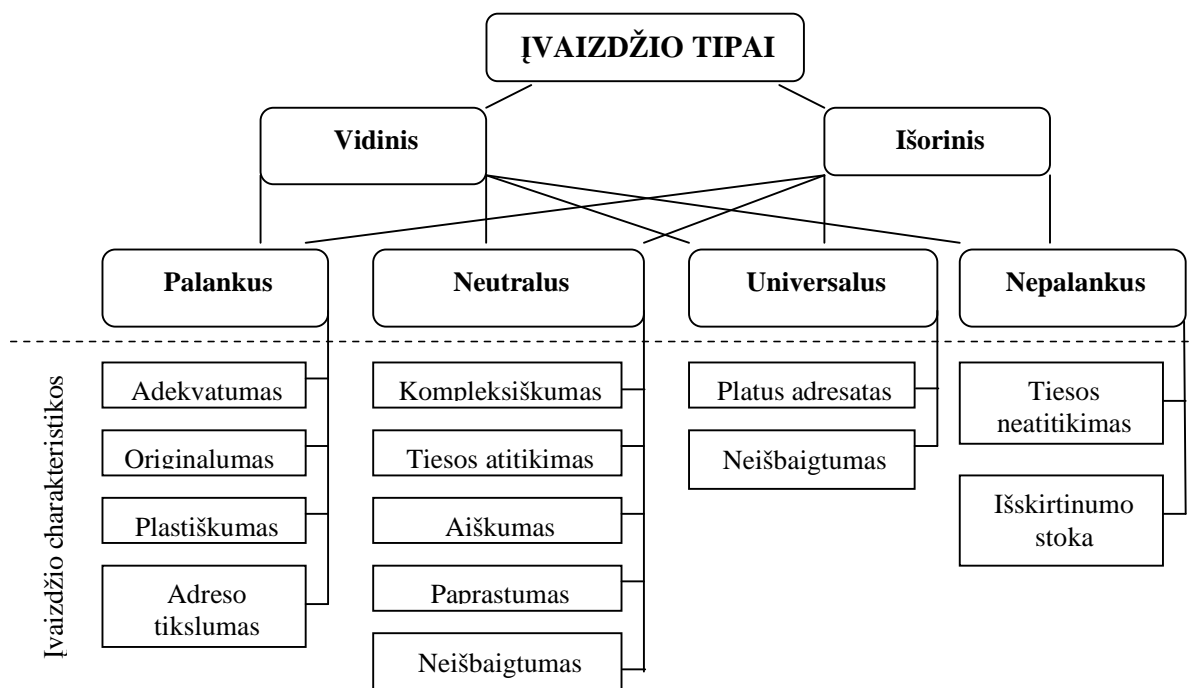 ĮVAIZDŽIO TIPAI
Vidinis
Išorinis
Palankus
Neutralus
Universalus
Nepalankus
Įvaizdžio charakteristikos
Adekvatumas
Originalumas
Plastiškumas
Adreso
tikslumas
Kompleksiškumas
Tiesos atitikimas
Aiškumas
Paprastumas
Neišbaigtumas
Platus adresatas
Neišbaigtumas
Tiesos
neatitikimas
Išskirtinumo
stoka